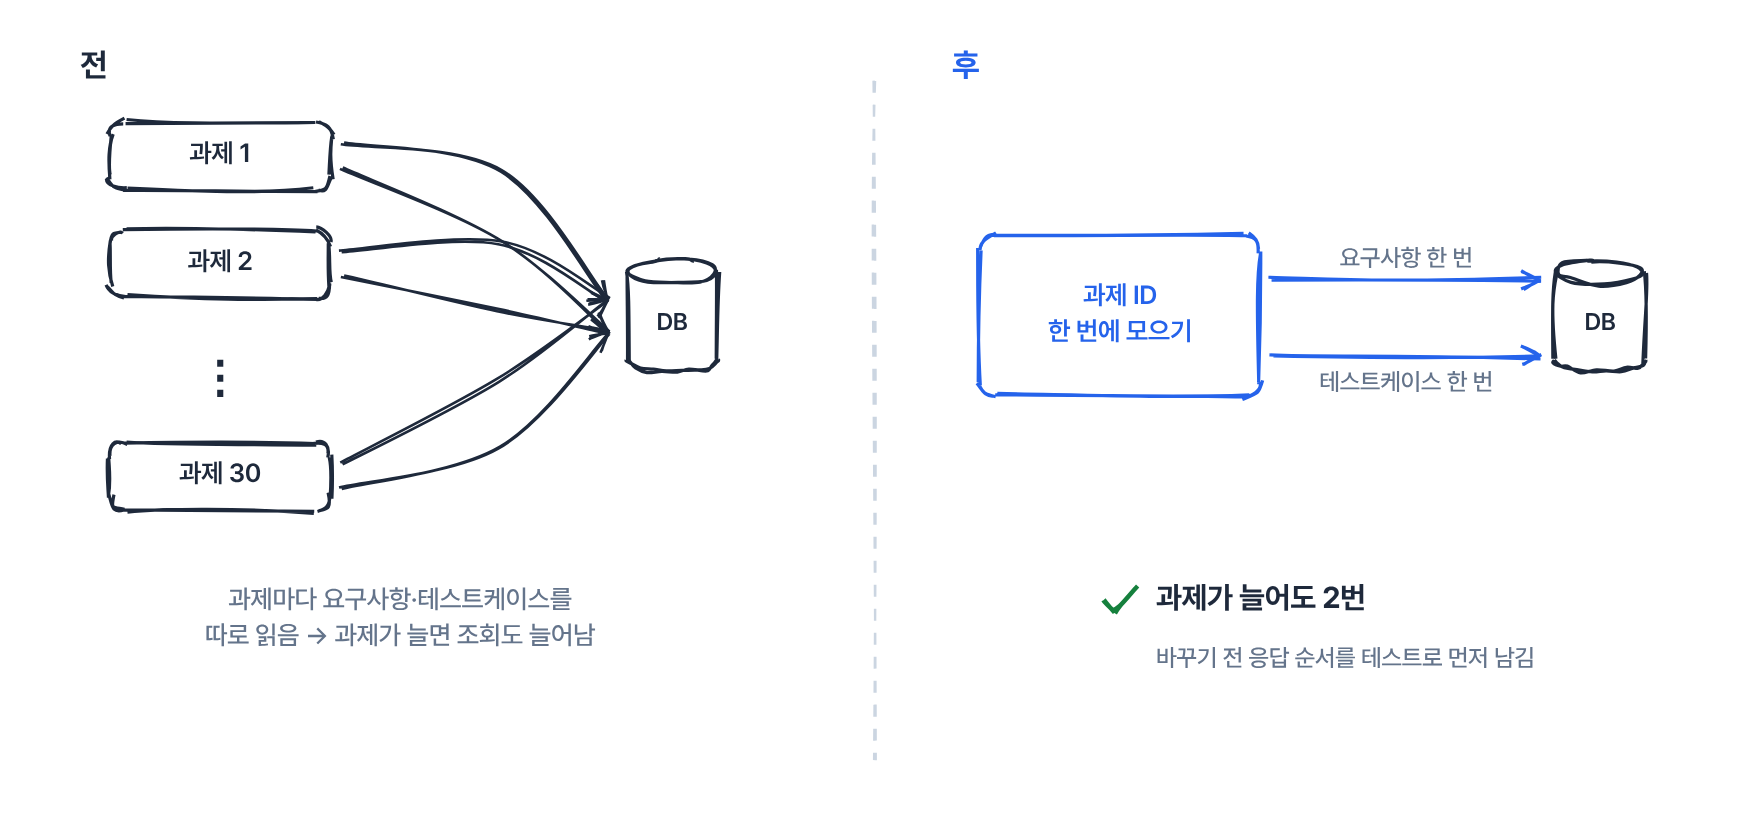 전
과제 1
과제 2
⋮
과제 30
DB
과제마다 요구사항·테스트케이스를
따로 읽음 → 과제가 늘면 조회도 늘어남
후
과제 ID
한 번에 모으기
요구사항 한 번
테스트케이스 한 번
DB
과제가 늘어도 2번
바꾸기 전 응답 순서를 테스트로 먼저 남김